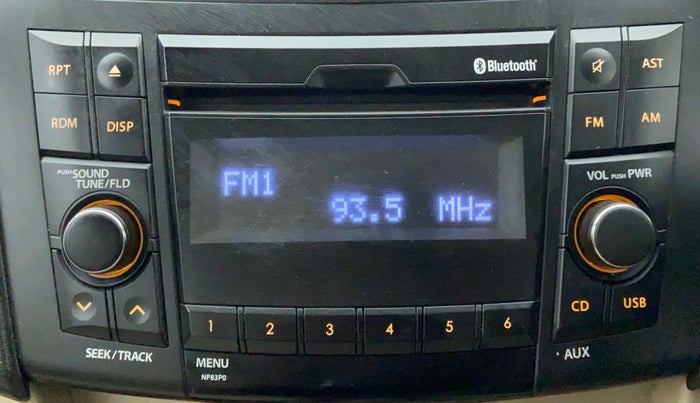 Bluetooth
RPT
AST
RDM
DISP
FM
AM
PUSH SOUND
TUNE/FLD
VOL PUSH PWR
FM1
93.5 MHz
CD
USB
1 2 3 4 5 6
SEEK/TRACK
MENU
AUX
NP83P0